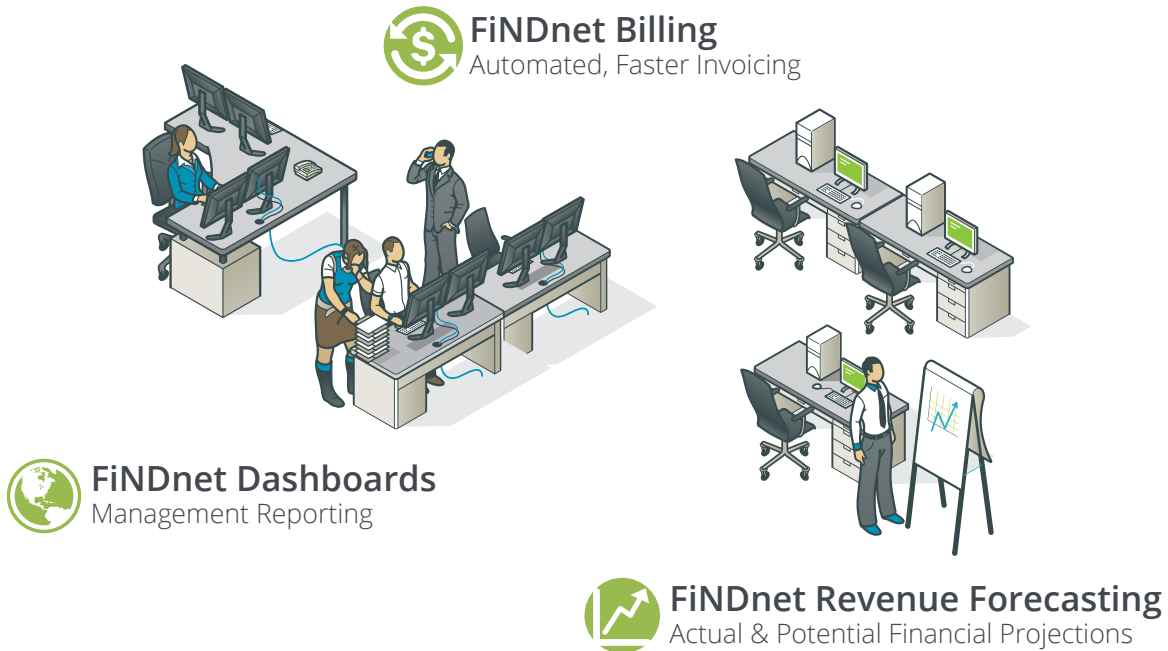 FiNDnet Billing
Automated, Faster Invoicing
FiNDnet Dashboards
Management Reporting
FiNDnet Revenue Forecasting
Actual & Potential Financial Projections